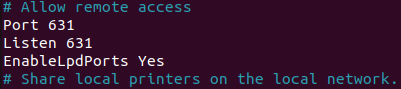 # Allow remote access
Port 631
Listen 631
EnableLpdPorts Yes
# Share local printers on the local network.